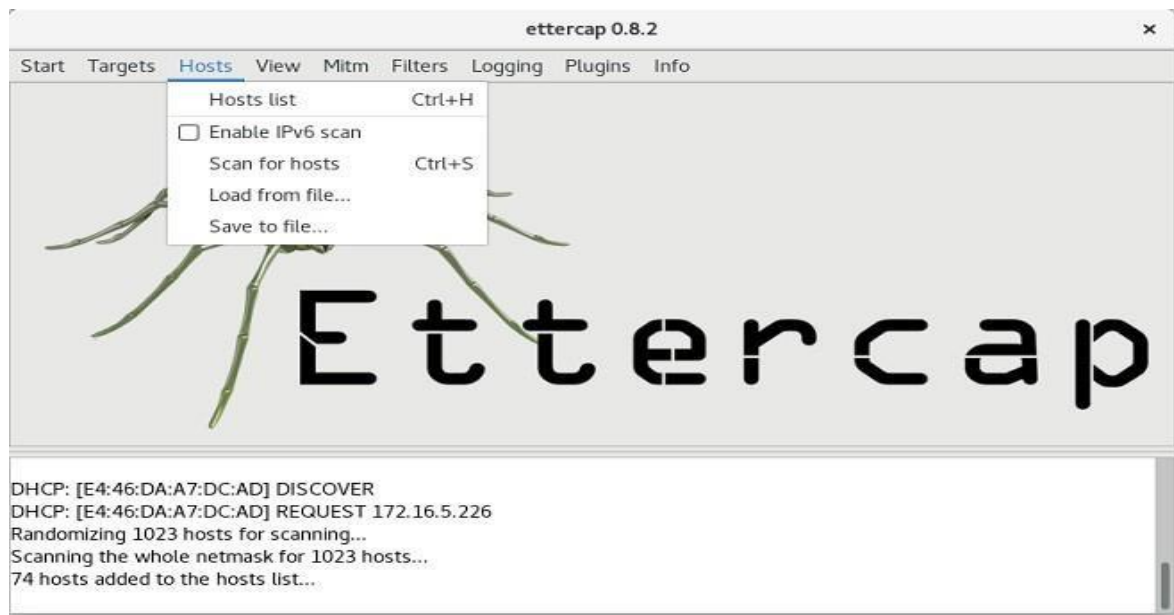 ettercap 0.8.2 ×
Start Targets Hosts View Mitm Filters Logging Plugins Info
Hosts list Ctrl+H
Enable IPv6 scan
Scan for hosts Ctrl+S
Load from file...
Save to file...
Ettercap
DHCP: [E4:46:DA:A7:DC:AD] DISCOVER
DHCP: [E4:46:DA:A7:DC:AD] REQUEST 172.16.5.226
Randomizing 1023 hosts for scanning...
Scanning the whole netmask for 1023 hosts...
74 hosts added to the hosts list...